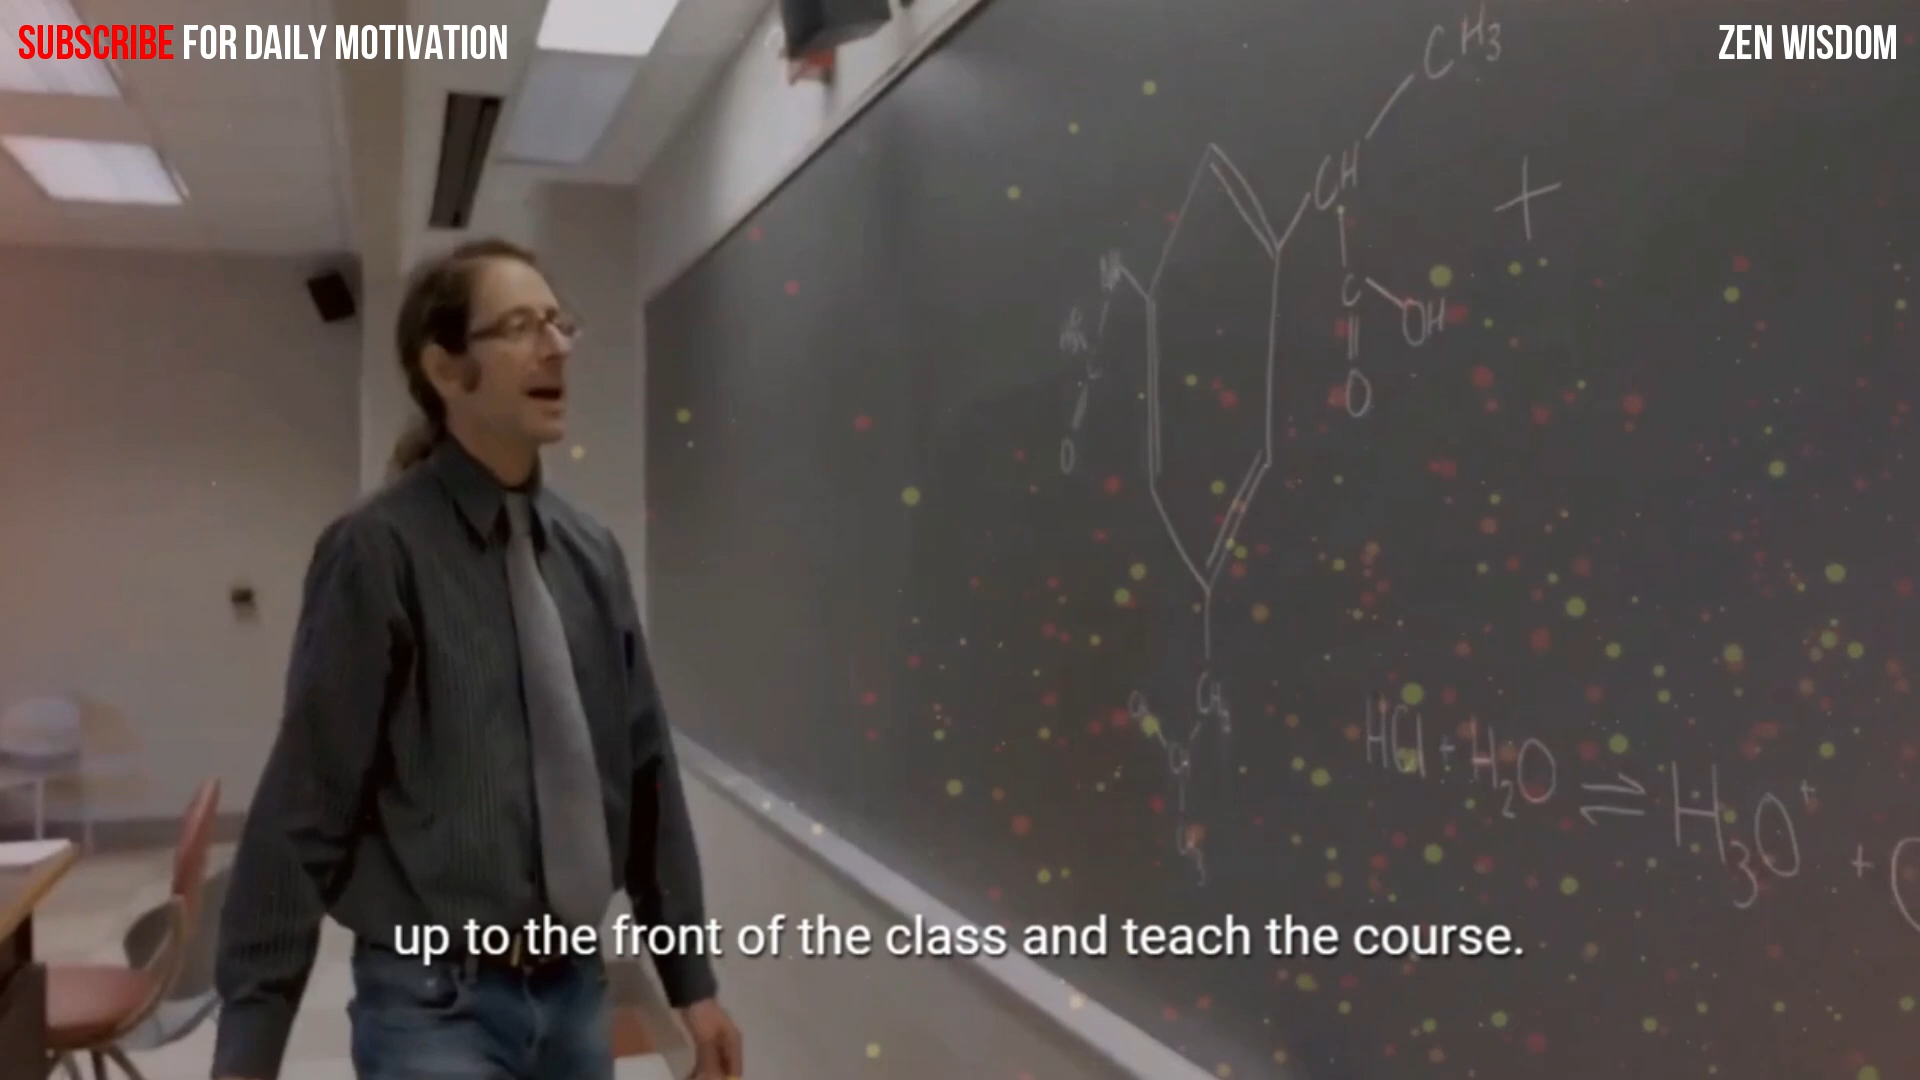 SUBSCRIBE FOR DAILY MOTIVATION
ZEN WISDOM
CH3
CH
+
C
OH
O
O
HCl + H2O ⇌ H3O+ +
up to the front of the class and teach the course.